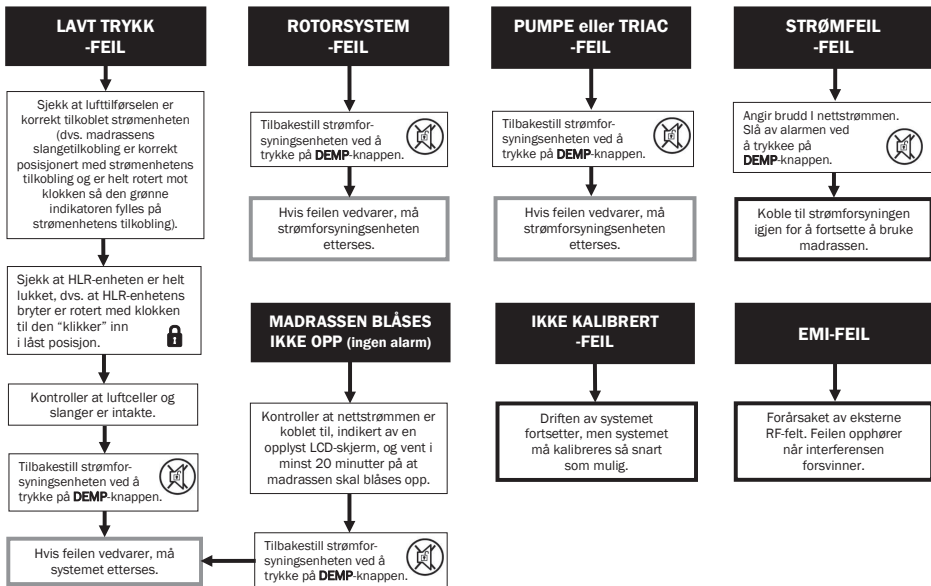 LAVT TRYKK
-FEIL
Sjekk at lufttilførselen er
korrekt tilkoblet strømenheten
(dvs. madrassens
slangetilkobling er korrekt
posisjonert med strømenhetens
tilkobling og er helt rotert mot
klokken så den grønne
indikatoren fylles på
strømenhetens tilkobling).
Sjekk at HLR-enheten er helt
lukket, dvs. at HLR-enhetens
bryter er rotert med klokken
til den “klikker” inn
i låst posisjon.
Kontroller at luftceller og
slanger er intakte.
Tilbakestill strømfor-
syningsenheten ved å
trykke på DEMP-knappen.
Hvis feilen vedvarer, må
systemet etterses.
ROTORSYSTEM
-FEIL
Tilbakestill strømfor-
syningsenheten ved å
trykke på DEMP-knappen.
Hvis feilen vedvarer, må
strømforsyningsenheten
etterses.
PUMPE eller TRIAC
-FEIL
Tilbakestill strømfor-
syningsenheten ved å
trykke på DEMP-knappen.
Hvis feilen vedvarer, må
strømforsyningsenheten
etterses.
STRØMFEIL
-FEIL
Angir brudd I nettstrømmen.
Slå av alarmen ved
å trykkee på
DEMP-knappen.
Koble til strømforsyningen
igjen for å fortsette å bruke
madrassen.
MADRASSEN BLÅSES
IKKE OPP (ingen alarm)
Kontroller at nettstrømmen er
koblet til, indikert av en
opplyst LCD-skjerm, og vent i
minst 20 minutter på at
madrassen skal blåses opp.
Tilbakestill strømfor-
syningsenheten ved å
trykke på DEMP-knappen.
IKKE KALIBRERT
-FEIL
Driften av systemet
fortsetter, men systemet
må kalibreres så snart
som mulig.
EMI-FEIL
Forårsaket av eksterne
RF-felt. Feilen opphører
når interferensen
forsvinner.